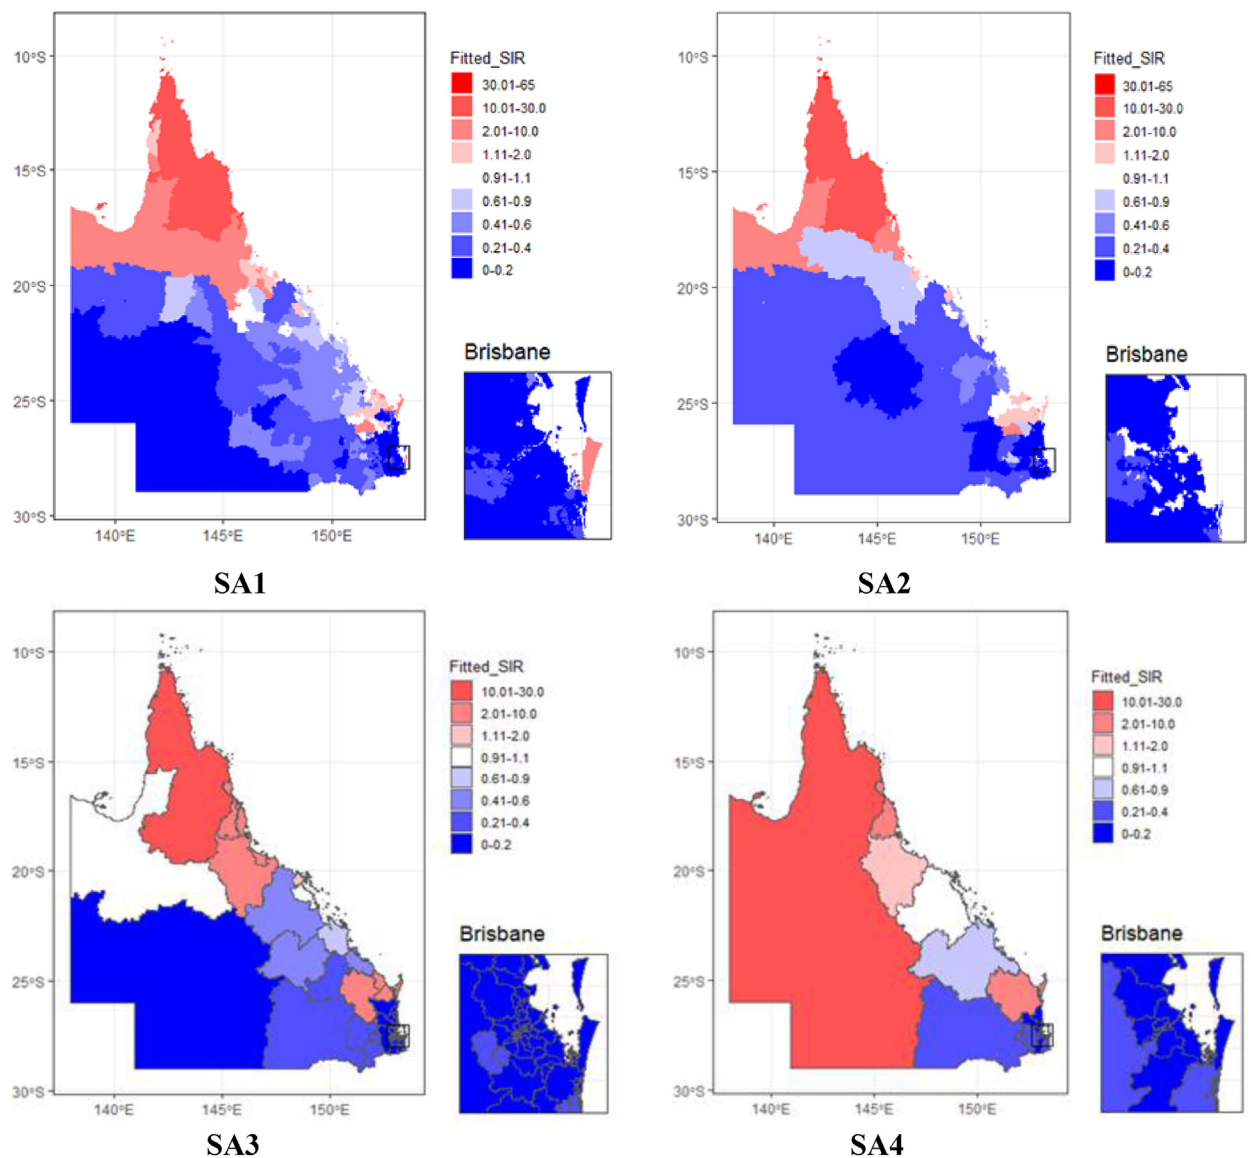 Fitted_SIR
30.01-65
10.01-30.0
2.01-10.0
1.11-2.0
0.91-1.1
0.61-0.9
0.41-0.6
0.21-0.4
0-0.2
10°S
15°S
20°S
25°S
30°S
140°E
145°E
150°E
Brisbane
SA1
Fitted_SIR
30.01-65
10.01-30.0
2.01-10.0
1.11-2.0
0.91-1.1
0.61-0.9
0.41-0.6
0.21-0.4
0-0.2
10°S
15°S
20°S
25°S
30°S
140°E
145°E
150°E
Brisbane
SA2
Fitted_SIR
10.01-30.0
2.01-10.0
1.11-2.0
0.91-1.1
0.61-0.9
0.41-0.6
0.21-0.4
0-0.2
10°S
15°S
20°S
25°S
30°S
140°E
145°E
150°E
Brisbane
SA3
Fitted_SIR
10.01-30.0
2.01-10.0
1.11-2.0
0.91-1.1
0.61-0.9
0.21-0.4
0-0.2
10°S
15°S
20°S
25°S
30°S
140°E
145°E
150°E
Brisbane
SA4